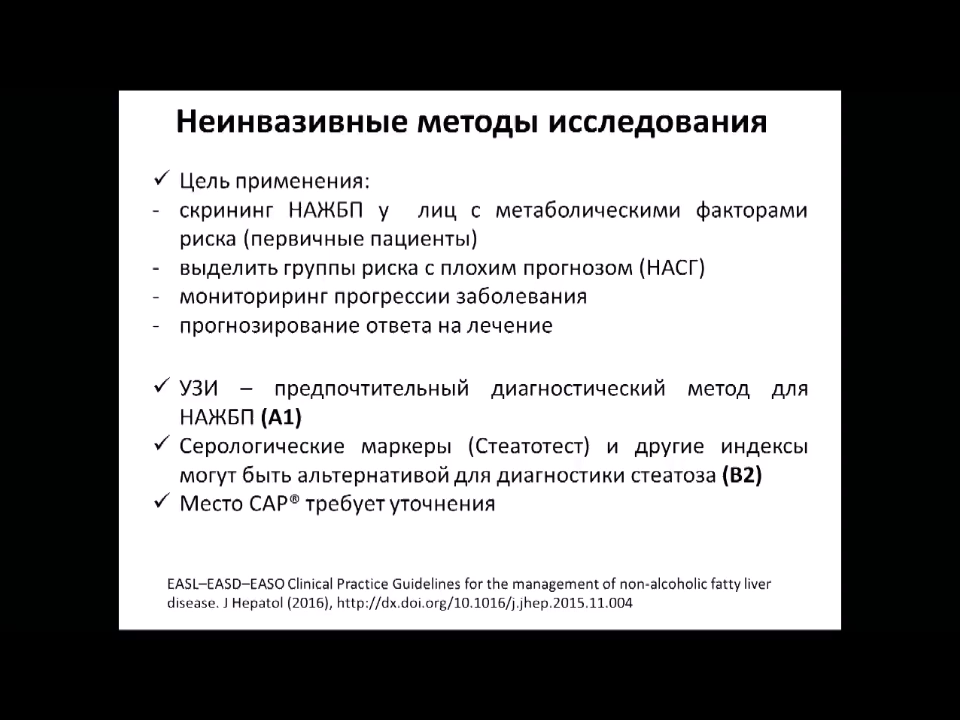 Неинвазивные методы исследования
✓ Цель применения:
- скрининг НАЖБП у лиц с метаболическими факторами
риска (первичные пациенты)
- выделить группы риска с плохим прогнозом (НАСГ)
- мониториринг прогрессии заболевания
- прогнозирование ответа на лечение
✓ УЗИ – предпочтительный диагностический метод для
НАЖБП (А1)
✓ Серологические маркеры (Стеатотест) и другие индексы
могут быть альтернативой для диагностики стеатоза (В2)
✓ Место CAP® требует уточнения
EASL–EASD–EASO Clinical Practice Guidelines for the management of non-alcoholic fatty liver
disease. J Hepatol (2016), http://dx.doi.org/10.1016/j.jhep.2015.11.004